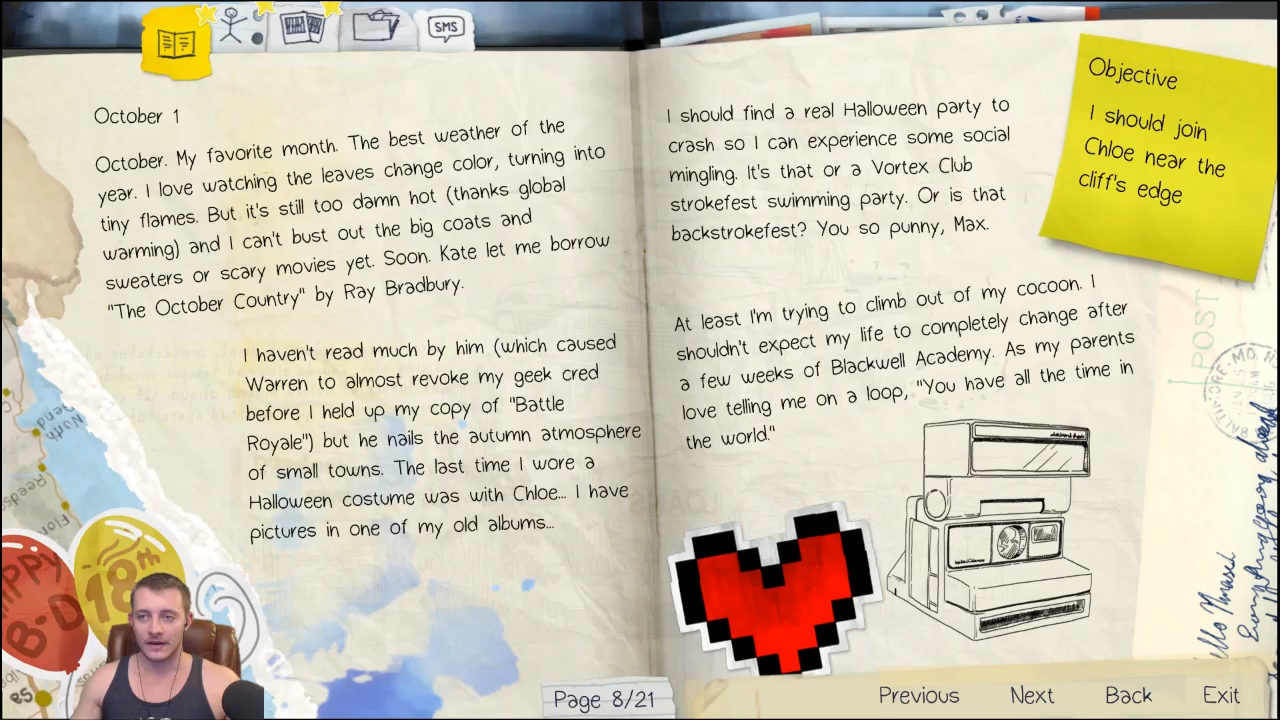 SMS
October 1
October. My favorite month. The best weather of the
year. I love watching the leaves change color, turning into
tiny flames. But it's still too damn hot (thanks global
warming) and I can't bust out the big coats and
sweaters or scary movies yet. Soon. Kate let me borrow
"The October Country" by Ray Bradbury.
I haven't read much by him (which caused
Warren to almost revoke my geek cred
before I held up my copy of "Battle
Royale") but he nails the autumn atmosphere
of small towns. The last time I wore a
Halloween costume was with Chloe... I have
pictures in one of my old albums...
I should find a real Halloween party to
crash so I can experience some social
mingling. It's that or a Vortex Club
strokefest swimming party. Or is that
backstrokefest? You so punny, Max.
At least I'm trying to climb out of my cocoon. I
shouldn't expect my life to completely change after
a few weeks of Blackwell Academy. As my parents
love telling me on a loop, "You have all the time in
the world."
Objective
I should join
Chloe near the
cliff's edge
POST
North
Bend
18th
B-D
85
Page 8/21
Previous
Next
Back
Exit